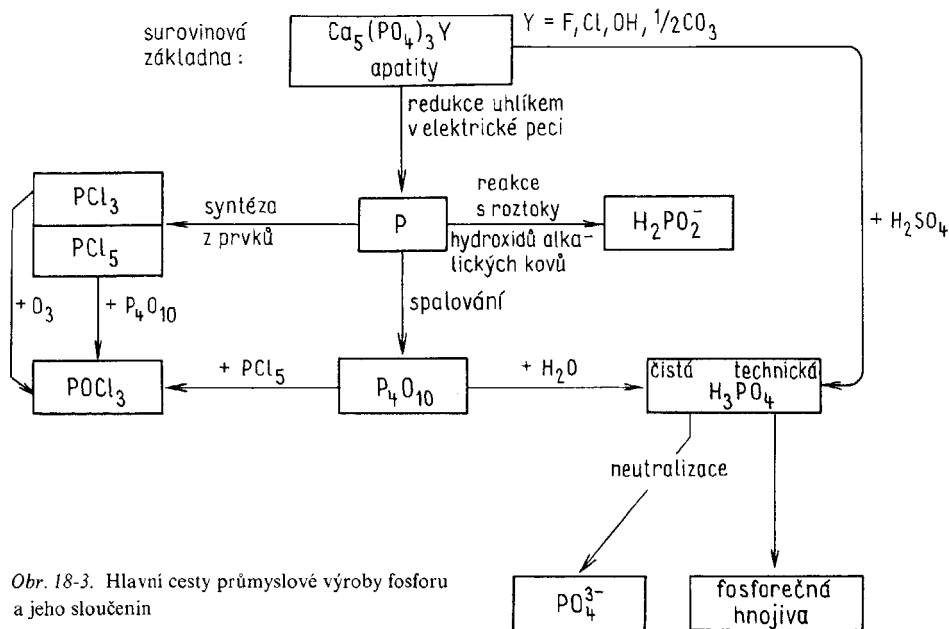 surovinová
základna :
Ca₅(PO₄)₃Y
apatity
Y = F, Cl, OH, 1/2CO₃
redukce uhlíkem
v elektrické peci
PCl₃
PCl₅
syntéza
z prvků
P
reakce
s roztoky
hydroxidů alka-
lických kovů
H₂PO₂⁻
+ H₂SO₄
+ O₃
+ P₄O₁₀
spalování
POCl₃
+ PCl₅
P₄O₁₀
+ H₂O
čistá technická
H₃PO₄
neutralizace
PO₄³⁻
fosforečná
hnojiva
Obr. 18-3. Hlavní cesty průmyslové výroby fosforu
a jeho sloučenin